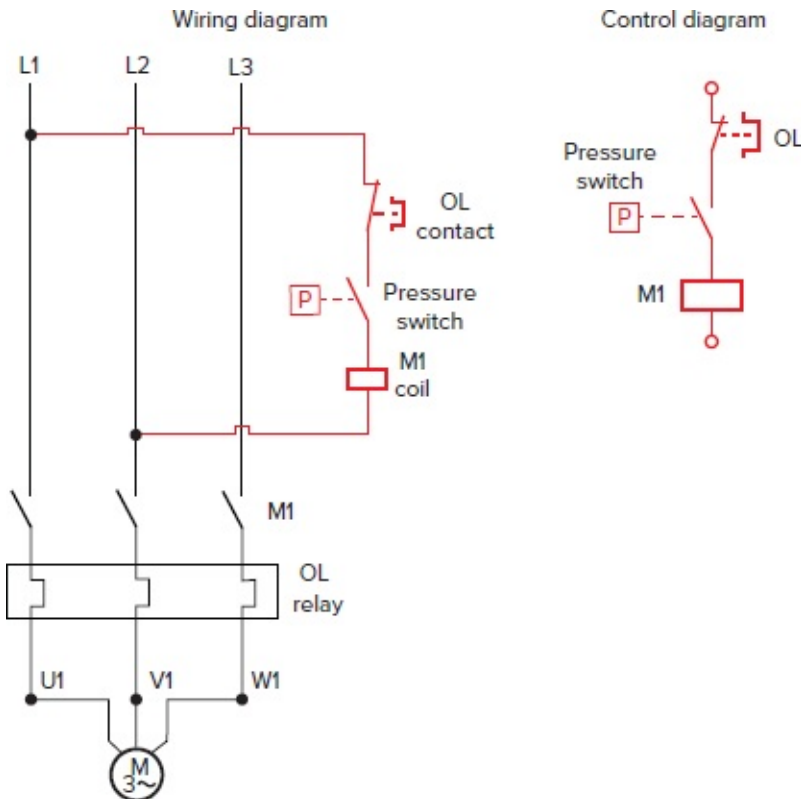 Wiring diagram
Control diagram
L1
L2
L3
OL
Pressure
switch
P
M1
OL
contact
P
Pressure
switch
M1
coil
M1
OL
relay
U1
V1
W1
M
3~